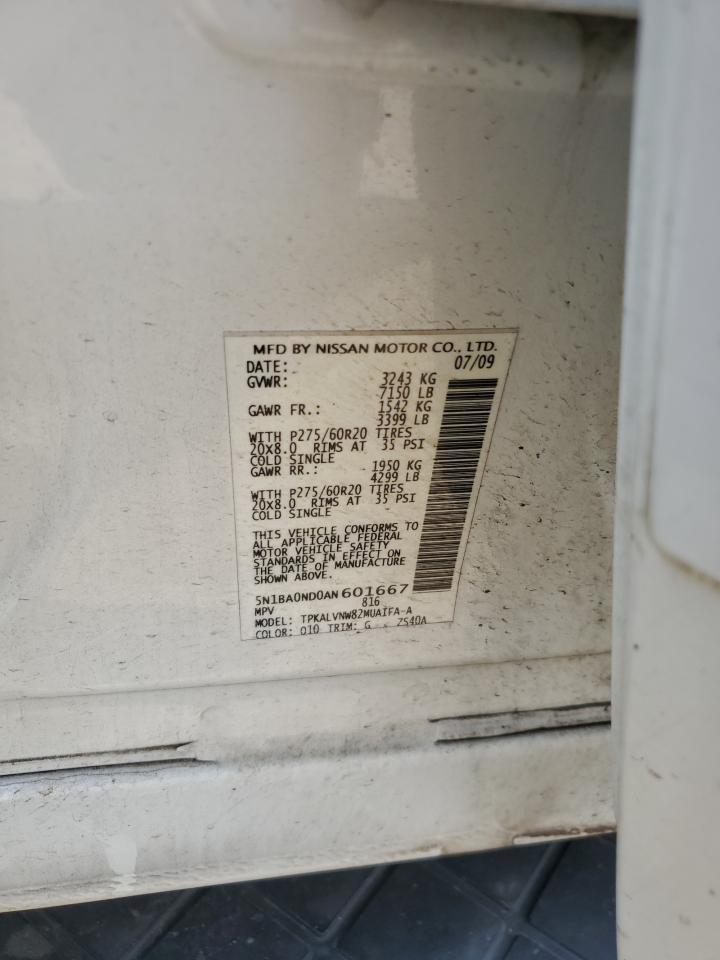 MFD BY NISSAN MOTOR CO., LTD.
DATE: 07/09
GVWR: 3243 KG
7150 LB
GAWR FR.: 1542 KG
3399 LB
WITH P275/60R20 TIRES
20X8.0 RIMS AT 35 PSI
COLD SINGLE
GAWR RR.: 1950 KG
4299 LB
WITH P275/60R20 TIRES
20X8.0 RIMS AT 35 PSI
COLD SINGLE
THIS VEHICLE CONFORMS TO
ALL APPLICABLE FEDERAL
MOTOR VEHICLE SAFETY
STANDARDS IN EFFECT ON
THE DATE OF MANUFACTURE
SHOWN ABOVE
5N1BA0ND0AN601667
MPV 816
MODEL: TPKALVNW82MUAIFA-A
COLOR: 010 TRIM: G ZS40A